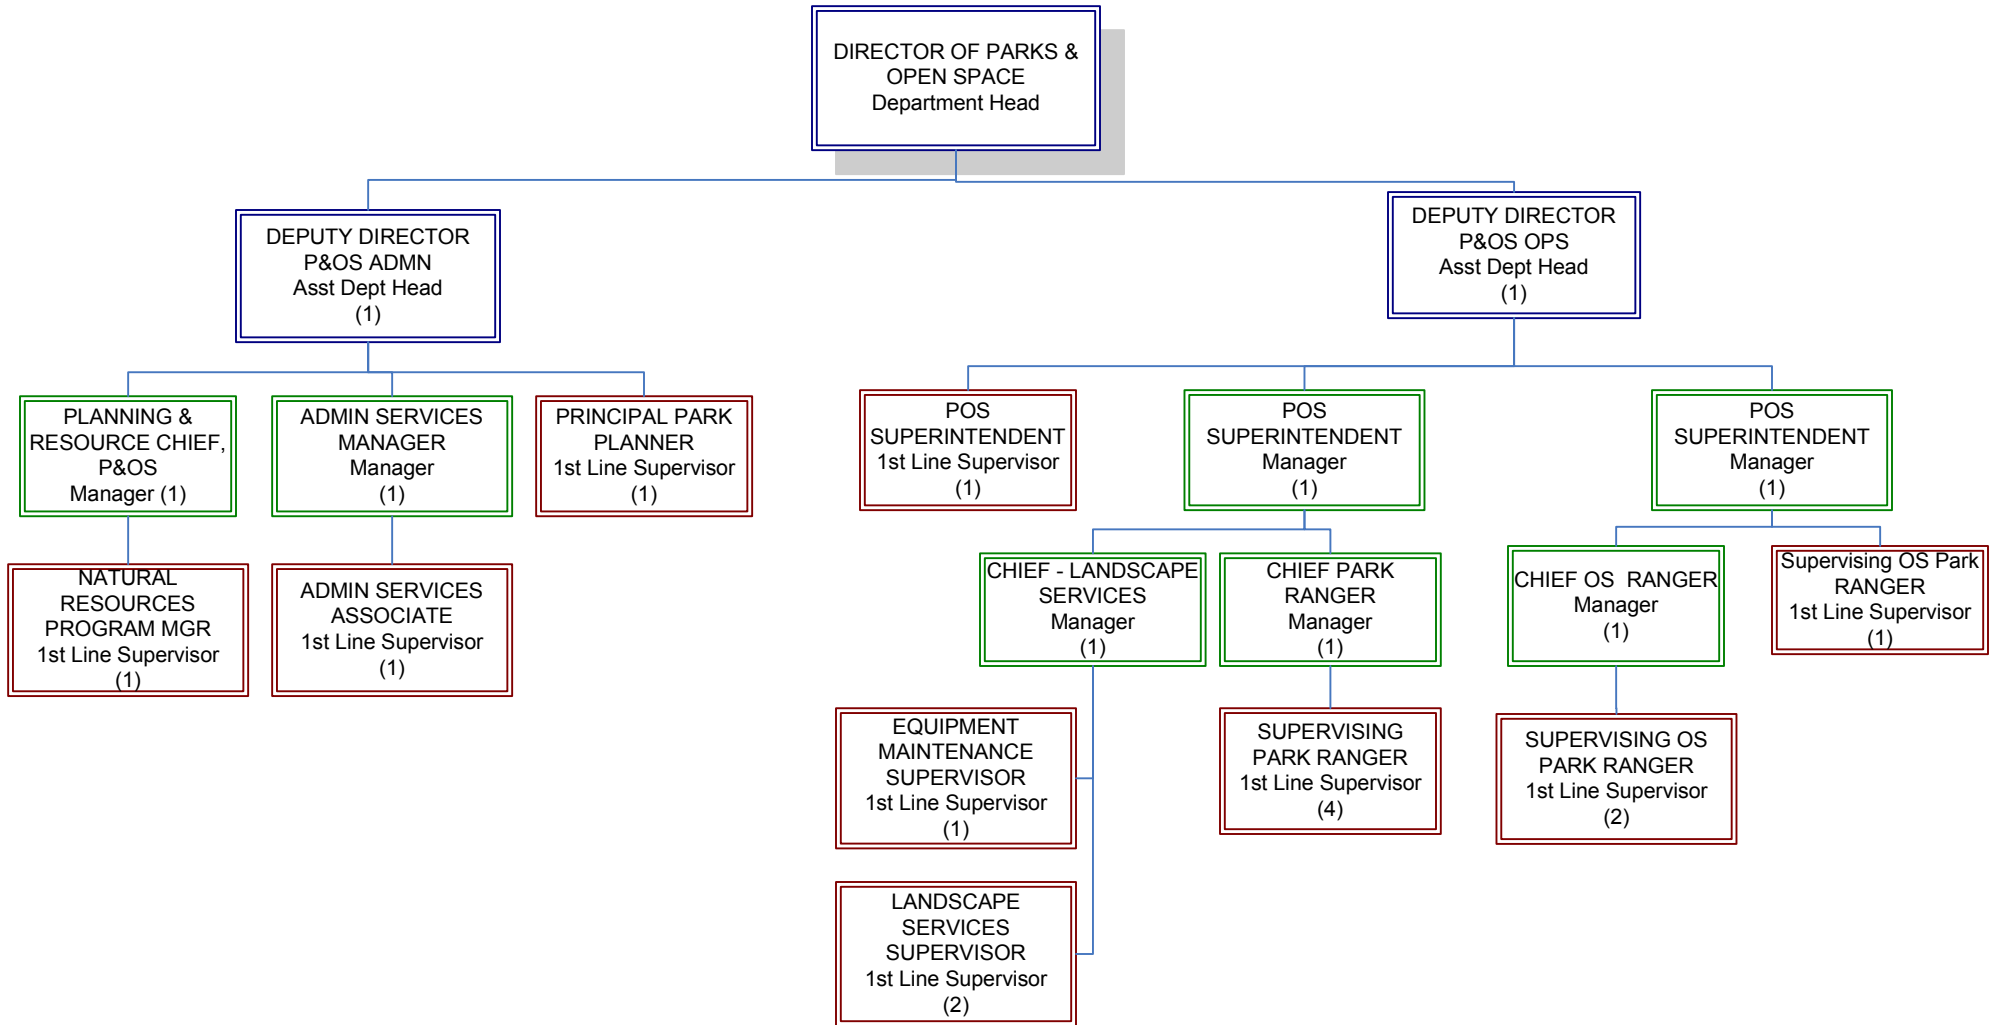 DIRECTOR OF PARKS &
OPEN SPACE
Department Head
DEPUTY DIRECTOR
P&OS ADMN
Asst Dept Head
(1)
DEPUTY DIRECTOR
P&OS OPS
Asst Dept Head
(1)
PLANNING &
RESOURCE CHIEF,
P&OS
Manager (1)
ADMIN SERVICES
MANAGER
Manager
(1)
PRINCIPAL PARK
PLANNER
1st Line Supervisor
(1)
POS
SUPERINTENDENT
1st Line Supervisor
(1)
POS
SUPERINTENDENT
Manager
(1)
POS
SUPERINTENDENT
Manager
(1)
NATURAL
RESOURCES
PROGRAM MGR
1st Line Supervisor
(1)
ADMIN SERVICES
ASSOCIATE
1st Line Supervisor
(1)
CHIEF - LANDSCAPE
SERVICES
Manager
(1)
CHIEF PARK
RANGER
Manager
(1)
CHIEF OS  RANGER
Manager
(1)
Supervising OS Park
RANGER
1st Line Supervisor
(1)
EQUIPMENT
MAINTENANCE
SUPERVISOR
1st Line Supervisor
(1)
SUPERVISING
PARK RANGER
1st Line Supervisor
(4)
SUPERVISING OS
PARK RANGER
1st Line Supervisor
(2)
LANDSCAPE
SERVICES
SUPERVISOR
1st Line Supervisor
(2)